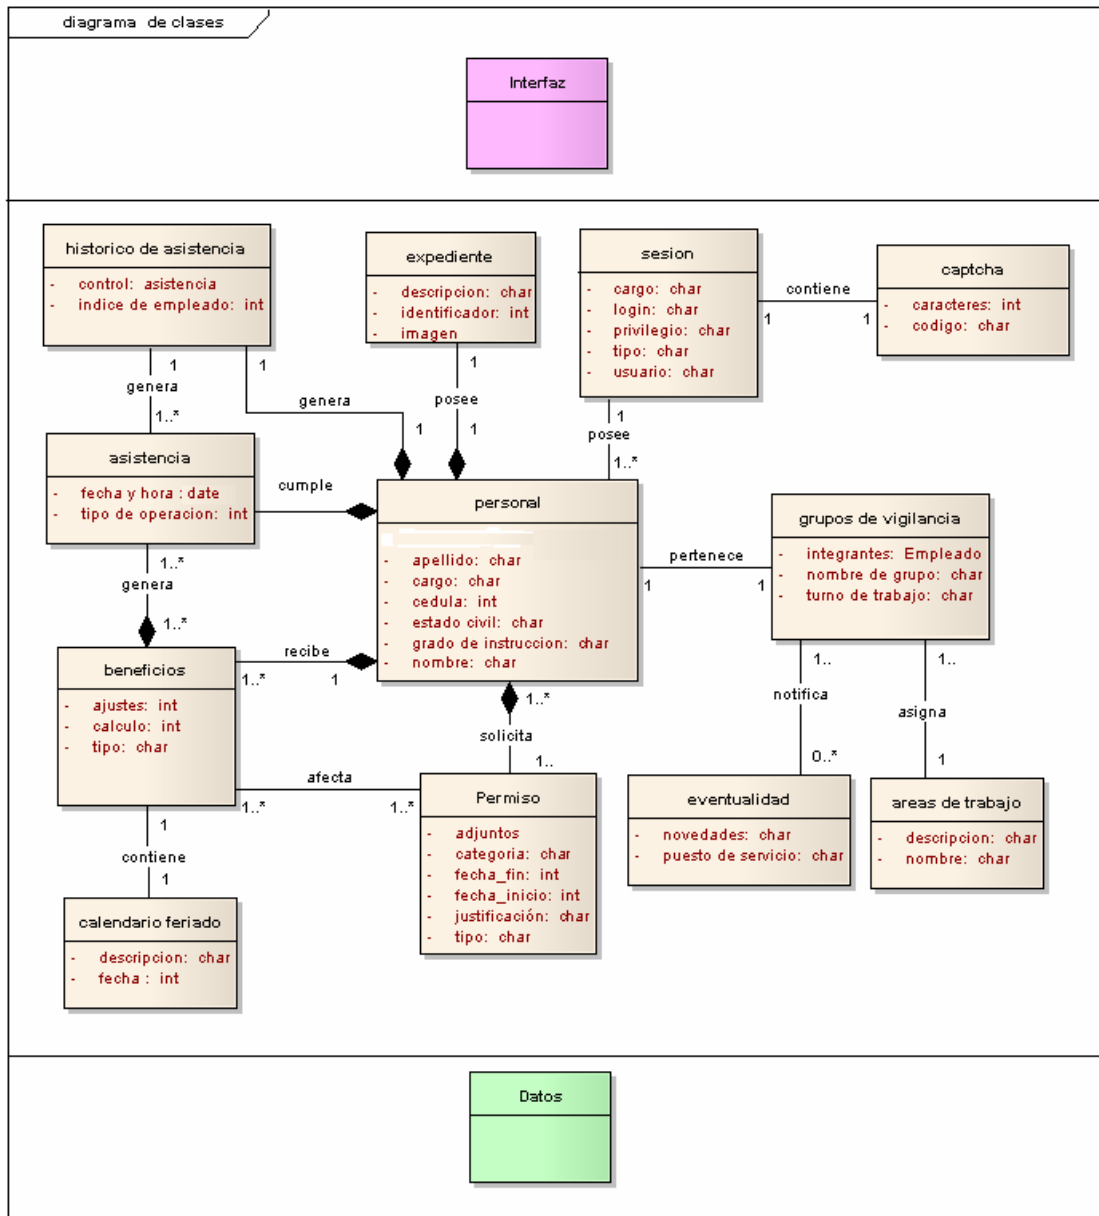 diagrama de clases
Interfaz
historico de asistencia
- control: asistencia
- indice de empleado: int
expediente
- descripcion: char
- identificador: int
- imagen
sesion
- cargo: char
- login: char
- privilegio: char
- tipo: char
- usuario: char
contiene
1
1
captcha
- caracteres: int
- codigo: char
1
genera
1..*
1
genera
1
1
posee
1
1
posee
1..*
asistencia
- fecha y hora : date
- tipo de operacion: int
cumple
personal
- apellido: char
- cargo: char
- cedula: int
- estado civil: char
- grado de instruccion: char
- nombre: char
pertenece
1
1
grupos de vigilancia
- integrantes: Empleado
- nombre de grupo: char
- turno de trabajo: char
1..*
genera
1..*
recibe
1..*
1
beneficios
- ajustes: int
- calculo: int
- tipo: char
1..*
solicita
1..
1..
notifica
0..*
1..
asigna
1
afecta
1..*
1..*
Permiso
- adjuntos
- categoria: char
- fecha_fin: int
- fecha_inicio: int
- justificación: char
- tipo: char
eventualidad
- novedades: char
- puesto de servicio: char
areas de trabajo
- descripcion: char
- nombre: char
1
contiene
1
calendario feriado
- descripcion: char
- fecha : int
Datos